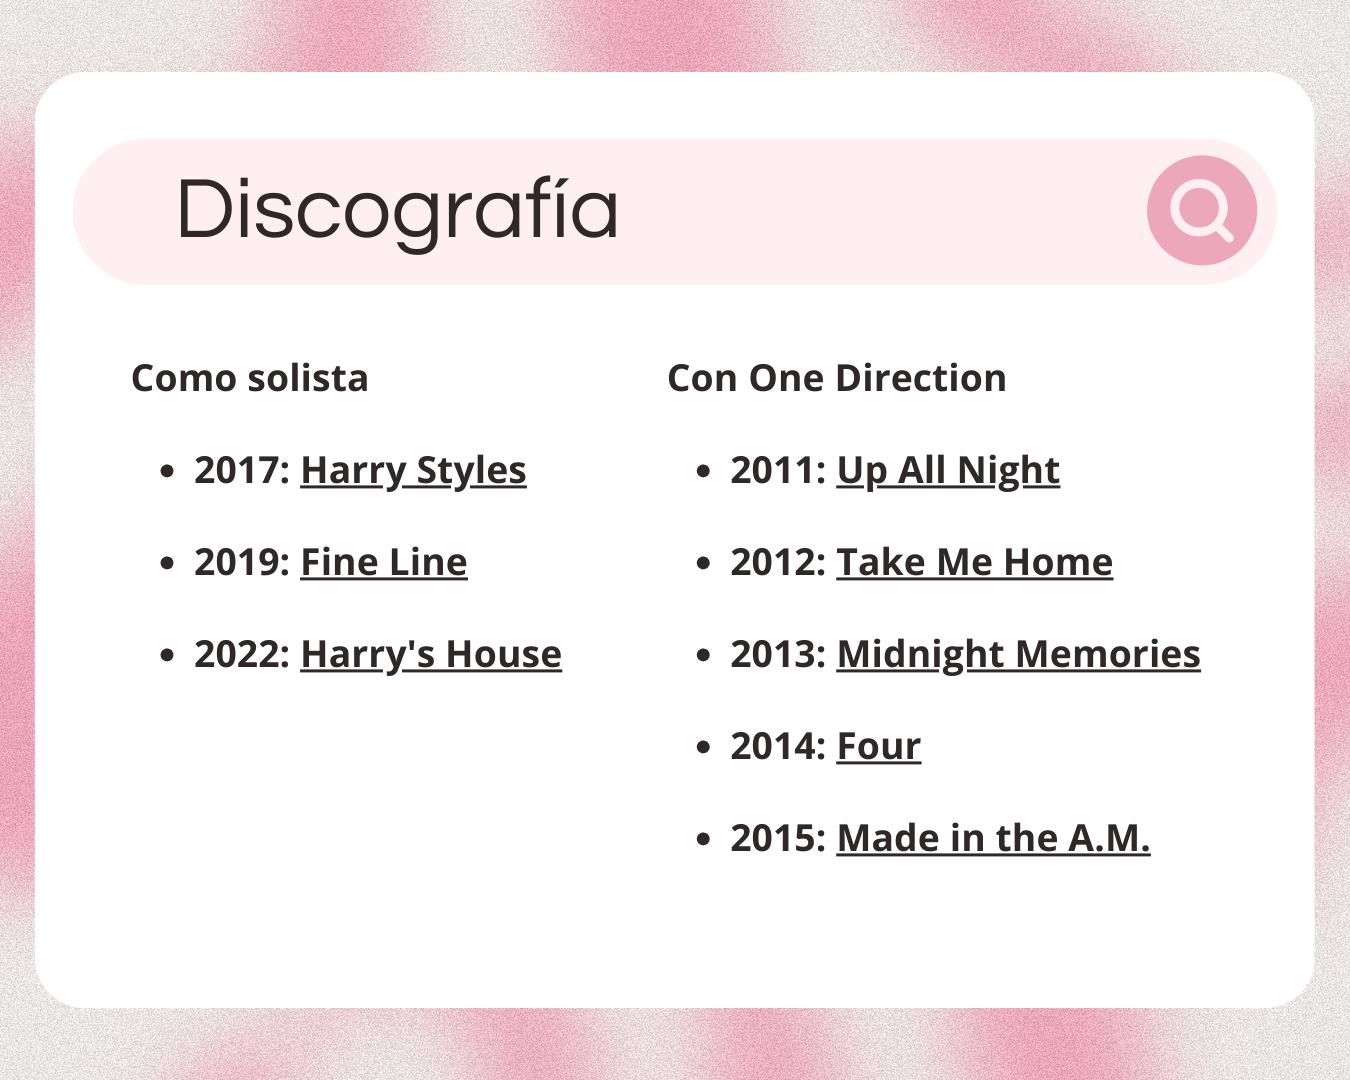 Discografía
Como solista
2017: Harry Styles
2019: Fine Line
2022: Harry's House
Con One Direction
2011: Up All Night
2012: Take Me Home
2013: Midnight Memories
2014: Four
2015: Made in the A.M.